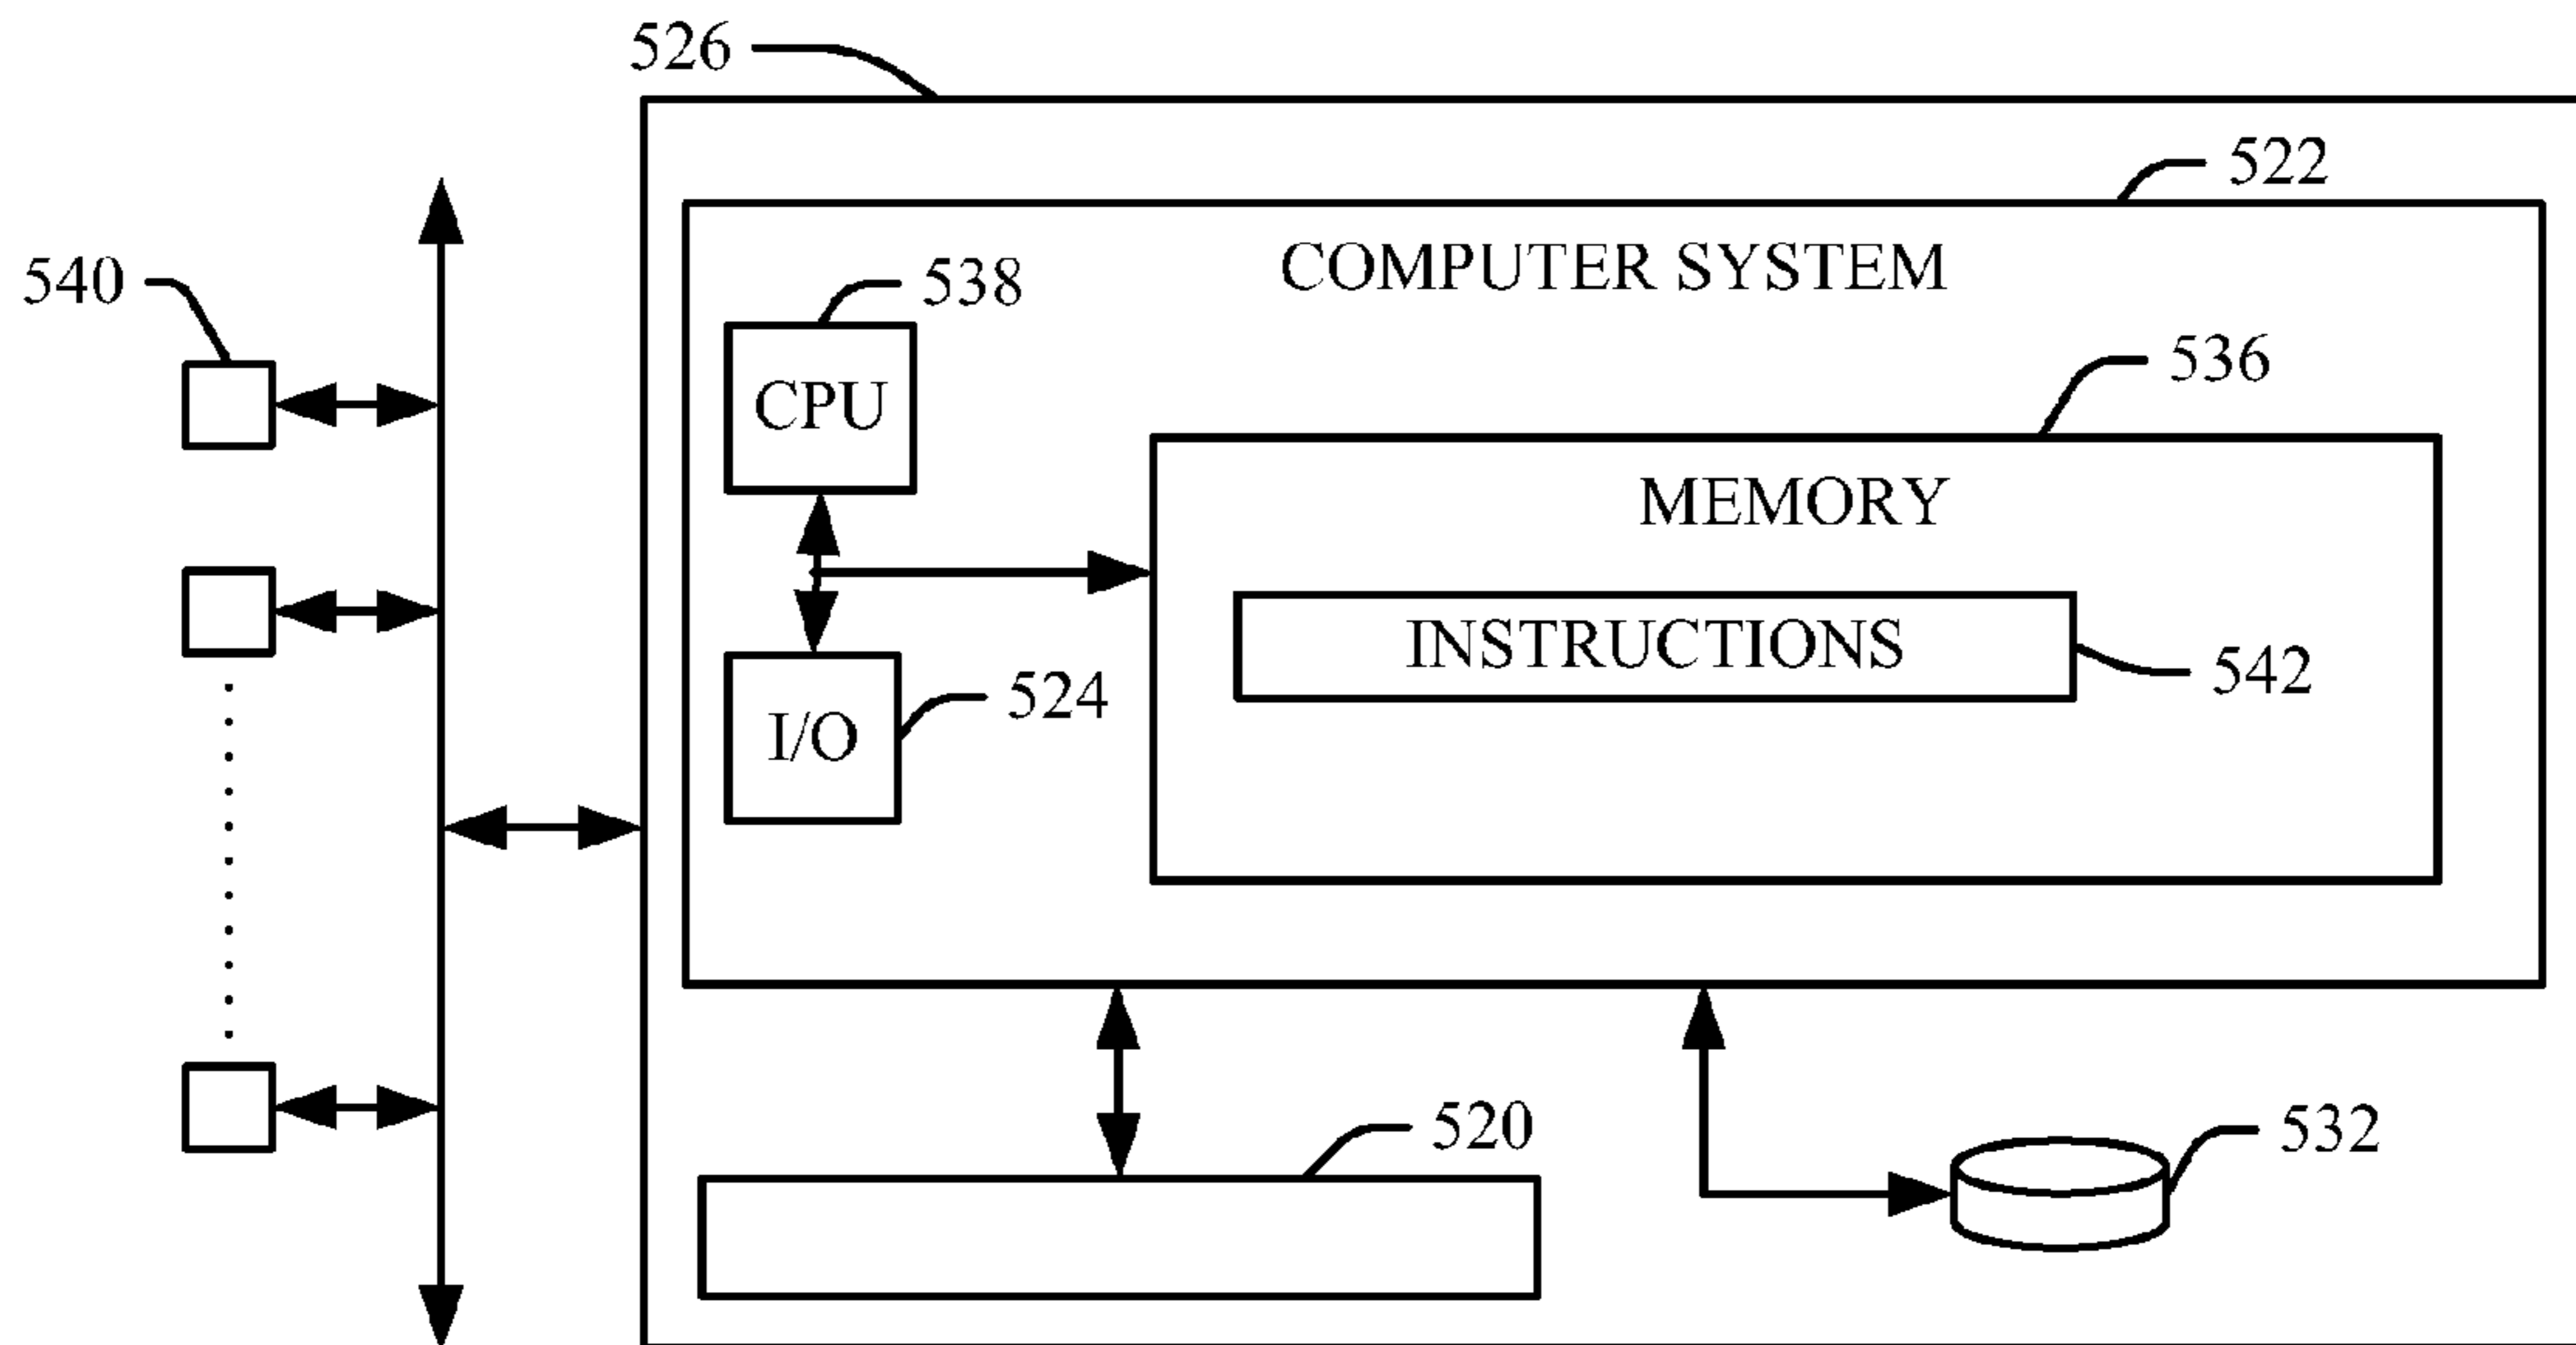 526
522
COMPUTER SYSTEM
540
538
536
CPU
MEMORY
INSTRUCTIONS
542
524
I/O
520
532